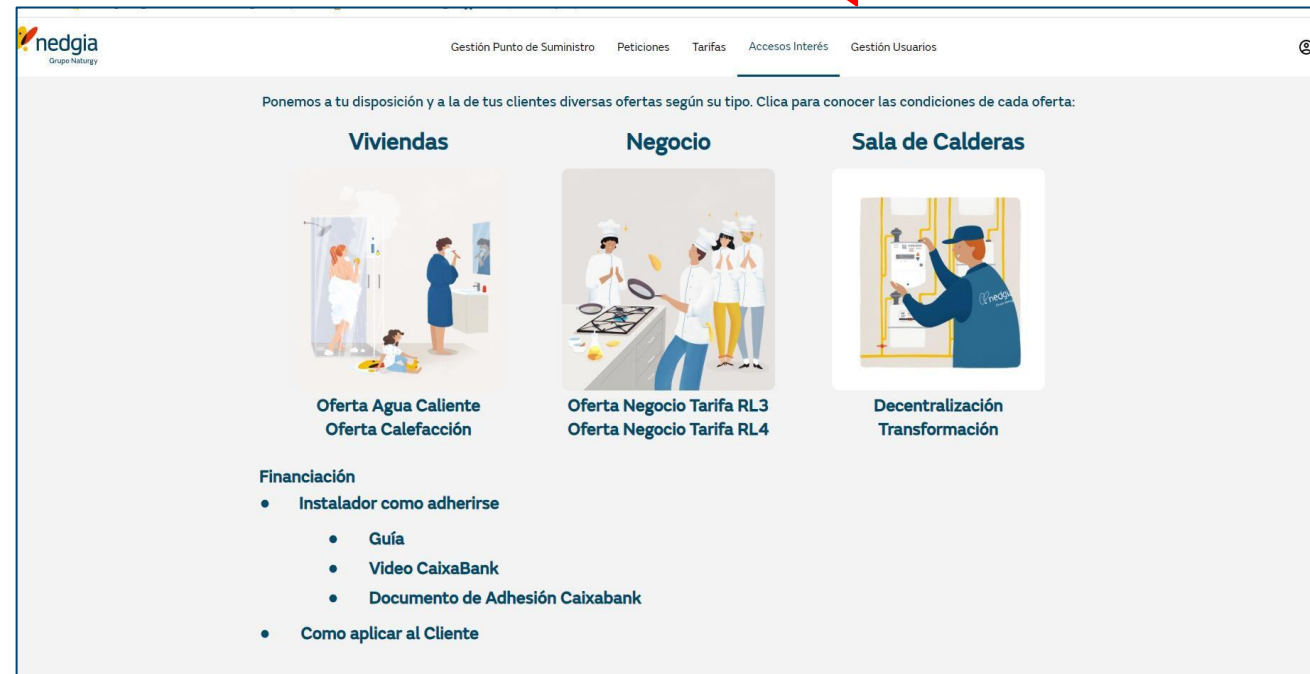 nedgia
Grupo Naturgy
Gestión Punto de Suministro Peticiones Tarifas Accesos Interés Gestión Usuarios
Ponemos a tu disposición y a la de tus clientes diversas ofertas según su tipo. Clica para conocer las condiciones de cada oferta:
Viviendas Negocio Sala de Calderas
Oferta Agua Caliente Oferta Negocio Tarifa RL3 Decentralización
Oferta Calefacción Oferta Negocio Tarifa RL4 Transformación
Financiación
● Instalador como adherirse
● Guía
● Video CaixaBank
● Documento de Adhesión Caixabank
● Como aplicar al Cliente